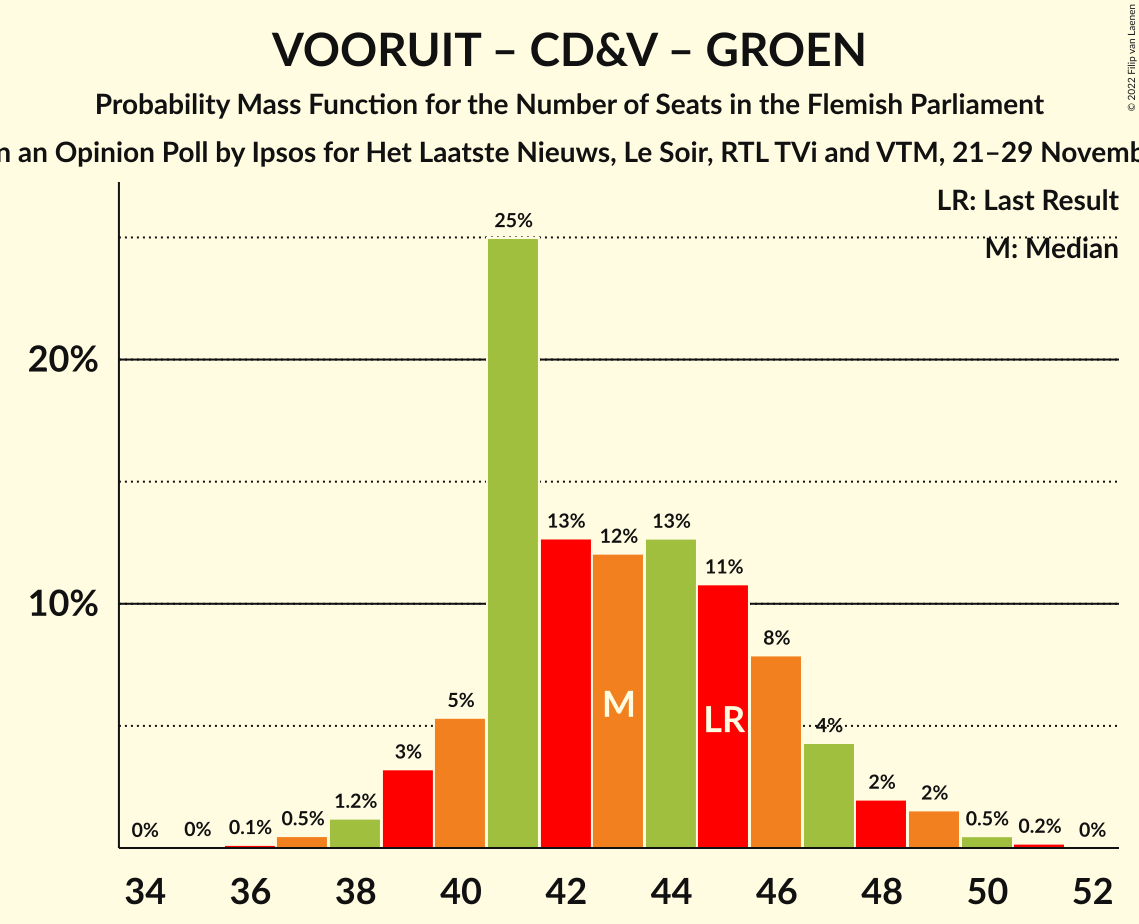 VOORUIT – CD&V – GROEN
Probability Mass Function for the Number of Seats in the Flemish Parliament
an Opinion Poll by Ipsos for Het Laatste Nieuws, Le Soir, RTL TVi and VTM, 21–29 Novemb
© 2022 Filip van Laenen
LR: Last Result
M: Median
25%
20%
13% 12% 13%
11%
10%
8%
M
LR
5%
4%
3%
2%
2%
1.2%
0.5%
0.5%
0% 0% 0.1%
0.2% 0%
34 36 38 40 42 44 46 48 50 52